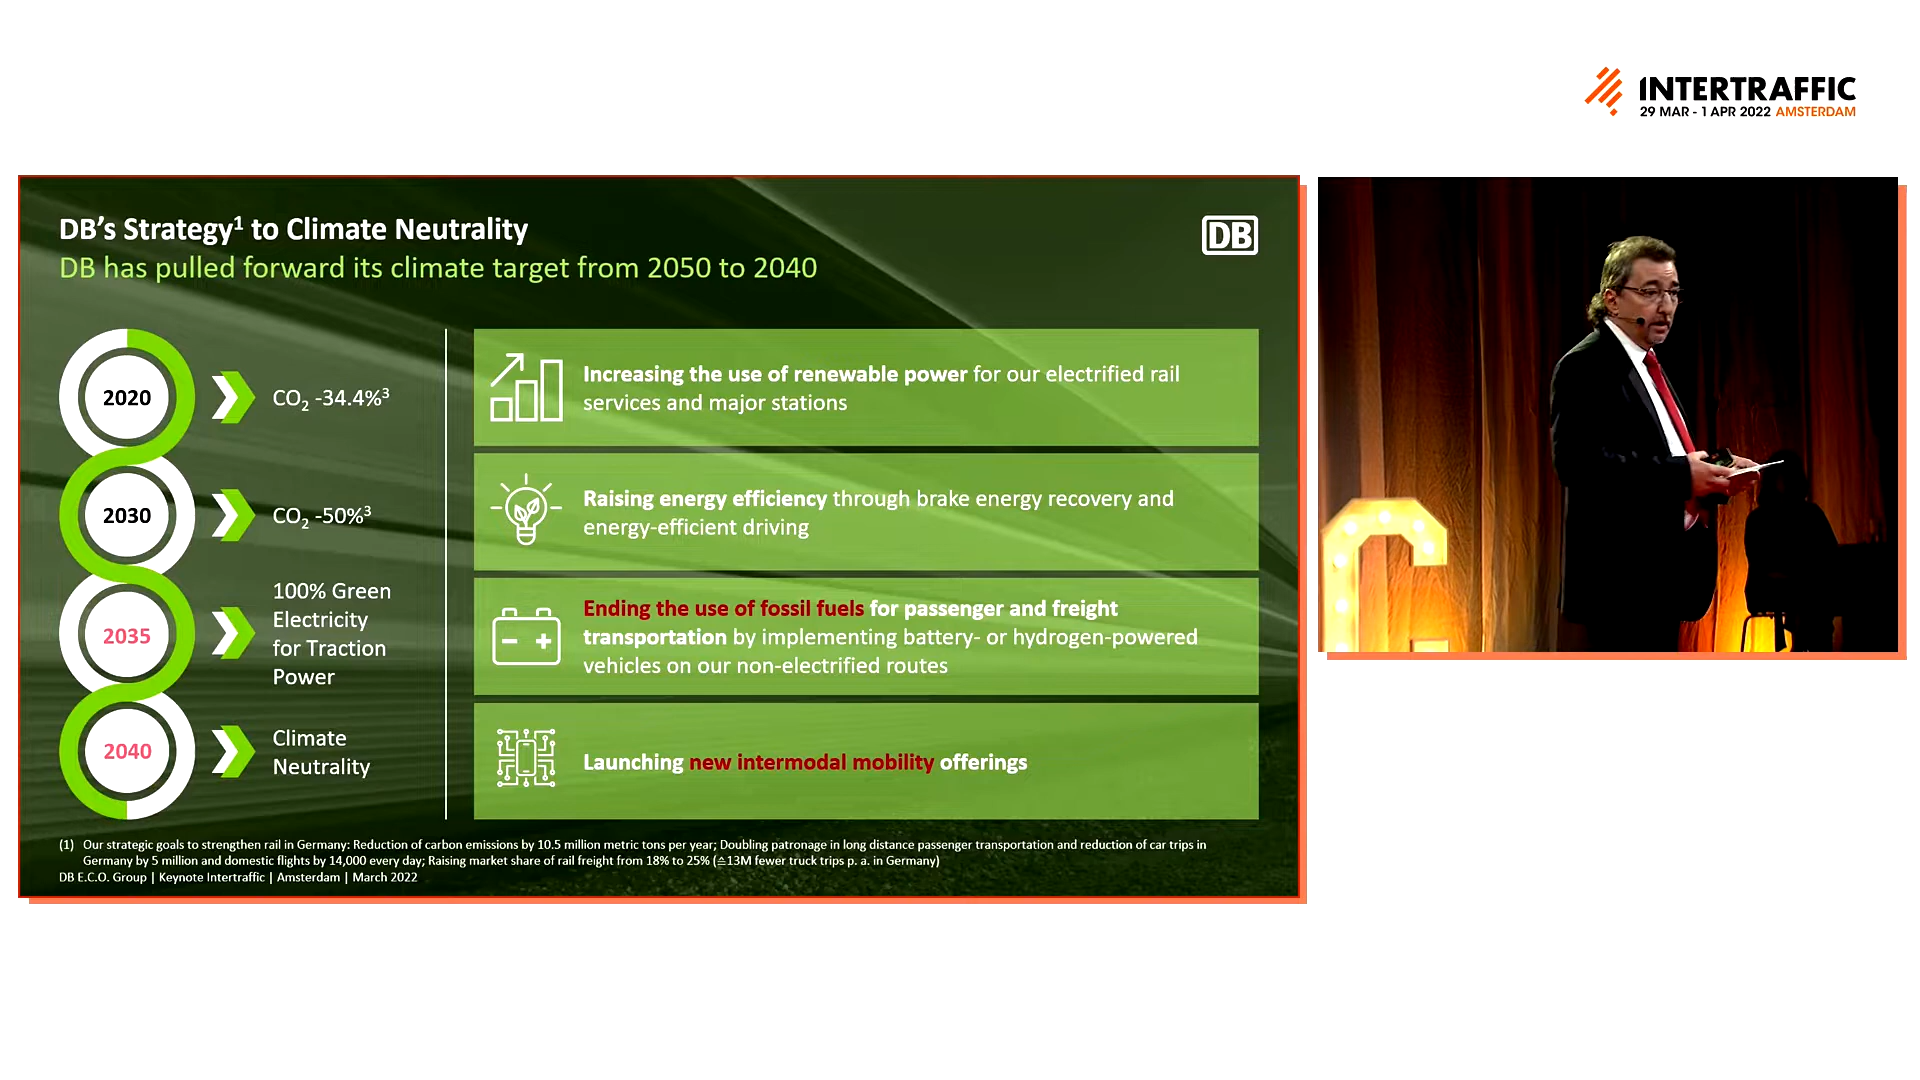 INTERTRAFFIC
29 MAR - 1 APR 2022 AMSTERDAM
DB's Strategy¹ to Climate Neutrality
DB has pulled forward its climate target from 2050 to 2040
DB
2020
CO₂ -34.4%³
2030
CO₂ -50%³
2035
100% Green
Electricity
for Traction
Power
2040
Climate
Neutrality
Increasing the use of renewable power for our electrified rail
services and major stations
Raising energy efficiency through brake energy recovery and
energy-efficient driving
Ending the use of fossil fuels for passenger and freight
transportation by implementing battery- or hydrogen-powered
vehicles on our non-electrified routes
Launching new intermodal mobility offerings
(1) Our strategic goals to strengthen rail in Germany: Reduction of carbon emissions by 10.5 million metric tons per year; Doubling patronage in long distance passenger transportation and reduction of car trips in
Germany by 5 million and domestic flights by 14,000 every day; Raising market share of rail freight from 18% to 25% (≙13M fewer truck trips p. a. in Germany)
DB E.C.O. Group | Keynote Intertraffic | Amsterdam | March 2022